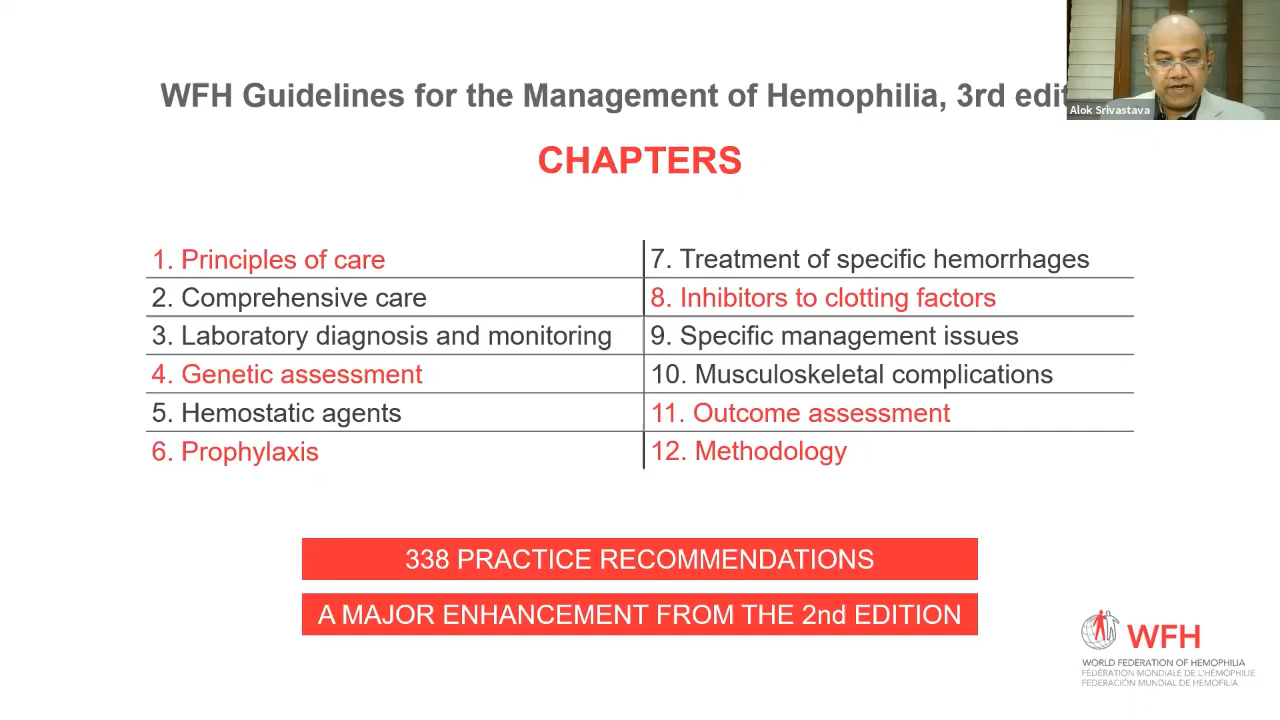 WFH Guidelines for the Management of Hemophilia, 3rd edit
Alok Srivastava
CHAPTERS
1. Principles of care
2. Comprehensive care
3. Laboratory diagnosis and monitoring
4. Genetic assessment
5. Hemostatic agents
6. Prophylaxis
7. Treatment of specific hemorrhages
8. Inhibitors to clotting factors
9. Specific management issues
10. Musculoskeletal complications
11. Outcome assessment
12. Methodology
338 PRACTICE RECOMMENDATIONS
A MAJOR ENHANCEMENT FROM THE 2nd EDITION
WFH
WORLD FEDERATION OF HEMOPHILIA
FÉDÉRATION MONDIALE DE L'HÉMOPHILIE
FEDERACIÓN MUNDIAL DE HEMOFILIA